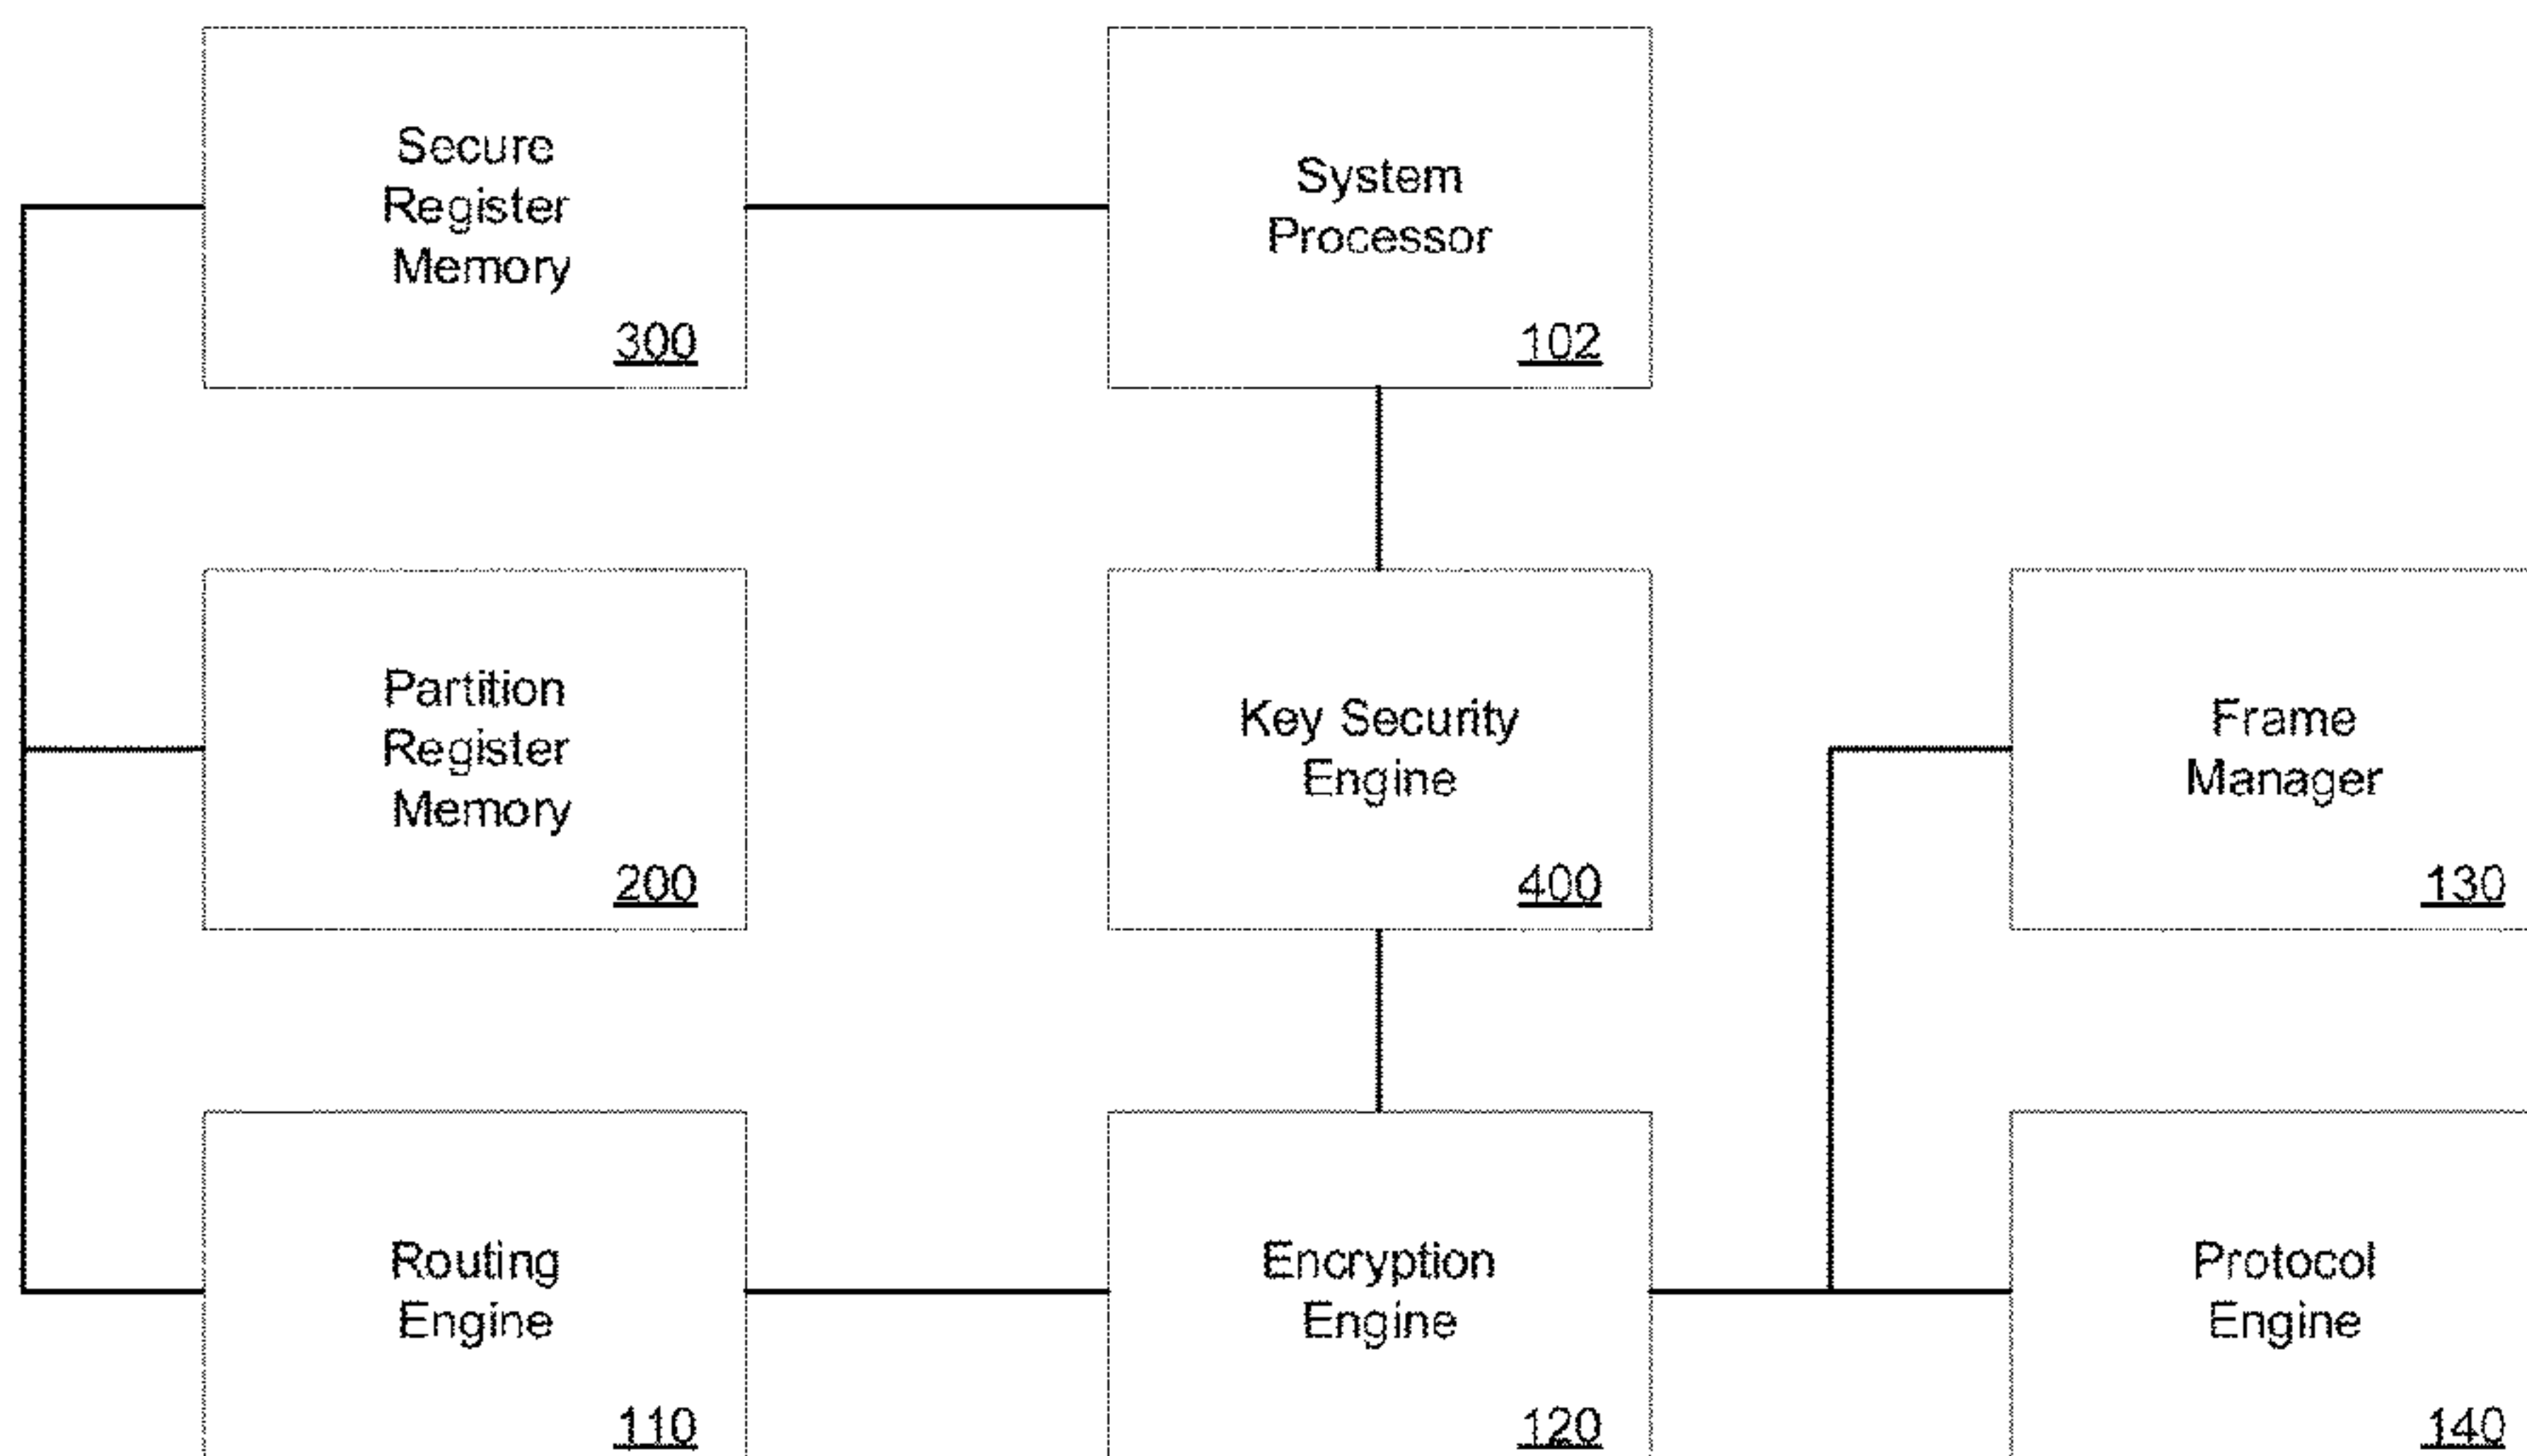 Secure
Register
Memory
300
System
Processor
102
Partition
Register
Memory
200
Key Security
Engine
400
Frame
Manager
130
Routing
Engine
110
Encryption
Engine
120
Protocol
Engine
140